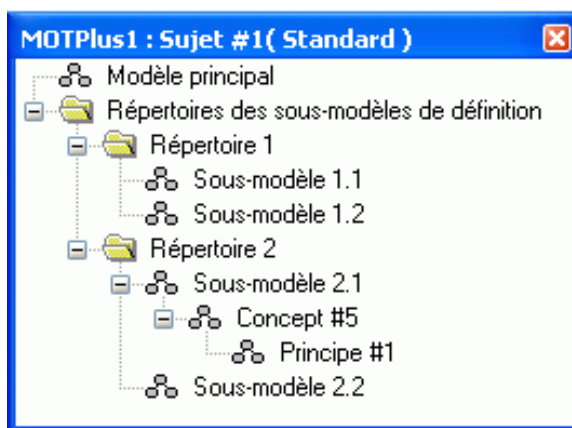 MOTPlus1 : Sujet #1( Standard )
Modèle principal
Répertoires des sous-modèles de définition
Répertoire 1
Sous-modèle 1.1
Sous-modèle 1.2
Répertoire 2
Sous-modèle 2.1
Concept #5
Principe #1
Sous-modèle 2.2